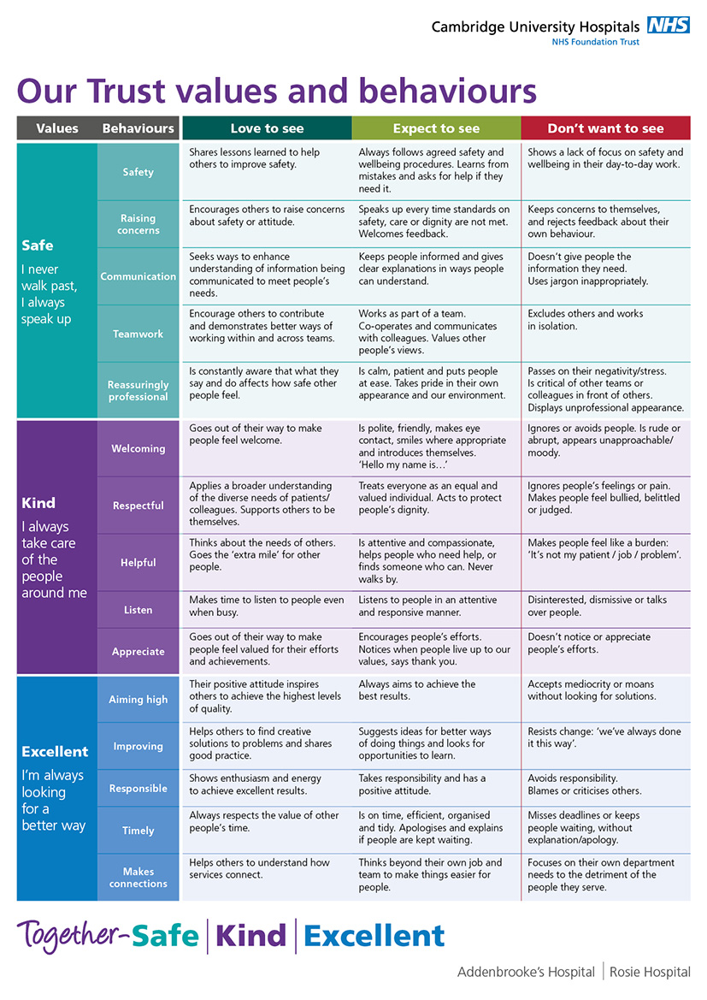 Cambridge University Hospitals NHS
NHS Foundation Trust
Our Trust values and behaviours
Values Behaviours Love to see Expect to see Don’t want to see
Safe
I never
walk past,
I always
speak up
Safety
Shares lessons learned to help
others to improve safety.
Always follows agreed safety and
wellbeing procedures. Learns from
mistakes and asks for help if they
need it.
Shows a lack of focus on safety and
wellbeing in their day-to-day work.
Raising
concerns
Encourages others to raise concerns
about safety or attitude.
Speaks up every time standards on
safety, care or dignity are not met.
Welcomes feedback.
Keeps concerns to themselves,
and rejects feedback about their
own behaviour.
Communication
Seeks ways to enhance
understanding of information being
communicated to meet people’s
needs.
Keeps people informed and gives
clear explanations in ways people
can understand.
Doesn’t give people the
information they need.
Uses jargon inappropriately.
Teamwork
Encourage others to contribute
and demonstrates better ways of
working within and across teams.
Works as part of a team.
Co-operates and communicates
with colleagues. Values other
people’s views.
Excludes others and works
in isolation.
Reassuringly
professional
Is constantly aware that what they
say and do affects how safe other
people feel.
Is calm, patient and puts people
at ease. Takes pride in their own
appearance and our environment.
Passes on their negativity/stress.
Is critical of other teams or
colleagues in front of others.
Displays unprofessional appearance.
Kind
I always
take care
of the
people
around me
Welcoming
Goes out of their way to make
people feel welcome.
Is polite, friendly, makes eye
contact, smiles where appropriate
and introduces themselves.
‘Hello my name is…’
Ignores or avoids people. Is rude or
abrupt, appears unapproachable/
moody.
Respectful
Applies a broader understanding
of the diverse needs of patients/
colleagues. Supports others to be
themselves.
Treats everyone as an equal and
valued individual. Acts to protect
people’s dignity.
Ignores people’s feelings or pain.
Makes people feel bullied, belittled
or judged.
Helpful
Thinks about the needs of others.
Goes the ‘extra mile’ for other
people.
Is attentive and compassionate,
helps people who need help, or
finds someone who can. Never
walks by.
Makes people feel like a burden:
‘It’s not my patient / job / problem’.
Listen
Makes time to listen to people even
when busy.
Listens to people in an attentive
and responsive manner.
Disinterested, dismissive or talks
over people.
Appreciate
Goes out of their way to make
people feel valued for their efforts
and achievements.
Encourages people’s efforts.
Notices when people live up to our
values, says thank you.
Doesn’t notice or appreciate
people’s efforts.
Excellent
I’m always
looking
for a
better way
Aiming high
Their positive attitude inspires
others to achieve the highest levels
of quality.
Always aims to achieve the
best results.
Accepts mediocrity or moans
without looking for solutions.
Improving
Helps others to find creative
solutions to problems and shares
good practice.
Suggests ideas for better ways
of doing things and looks for
opportunities to learn.
Resists change: ‘we’ve always done
it this way’.
Responsible
Shows enthusiasm and energy
to achieve excellent results.
Takes responsibility and has a
positive attitude.
Avoids responsibility.
Blames or criticises others.
Timely
Always respects the value of other
people’s time.
Is on time, efficient, organised
and tidy. Apologises and explains
if people are kept waiting.
Misses deadlines or keeps
people waiting, without
explanation/apology.
Makes
connections
Helps others to understand how
services connect.
Thinks beyond their own job and
team to make things easier for
people.
Focuses on their own department
needs to the detriment of the
people they serve.
Together-Safe | Kind | Excellent
Addenbrooke’s Hospital | Rosie Hospital